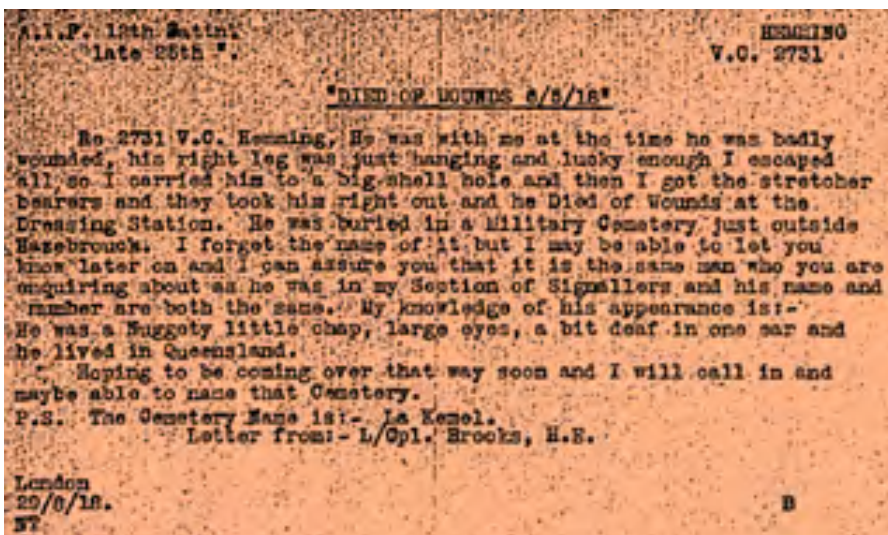 A.I.F. 12th Battn. HEMMING
"late 25th ". V.C. 2731
"DIED OF WOUNDS 8/8/18"
Re 2731 V.C. Hemming, He was with me at the time he was badly
wounded, his right leg was just hanging and lucky enough I escaped
all, so I carried him to a big shell hole and then I got the stretcher
bearers and they took him right out and he Died of Wounds at the
Dressing Station. He was buried in a Military Cemetery just outside
Hazebrouck. I forget the name of it but I may be able to let you
know later on and I can assure you that it is the same man who you are
enquiring about as he was in my Section of Signallers and his name and
number are both the same. My knowledge of his appearance is:-
He was a Nuggety little chap, large eyes, a bit deaf in one ear and
he lived in Queensland.
Hoping to be coming over that way soon and I will call in and
maybe able to name that Cemetery.
P.S. The Cemetery Name is:- La Kemel.
Letter from:- L/Cpl. Brooks, H.E.
London
29/8/18. B